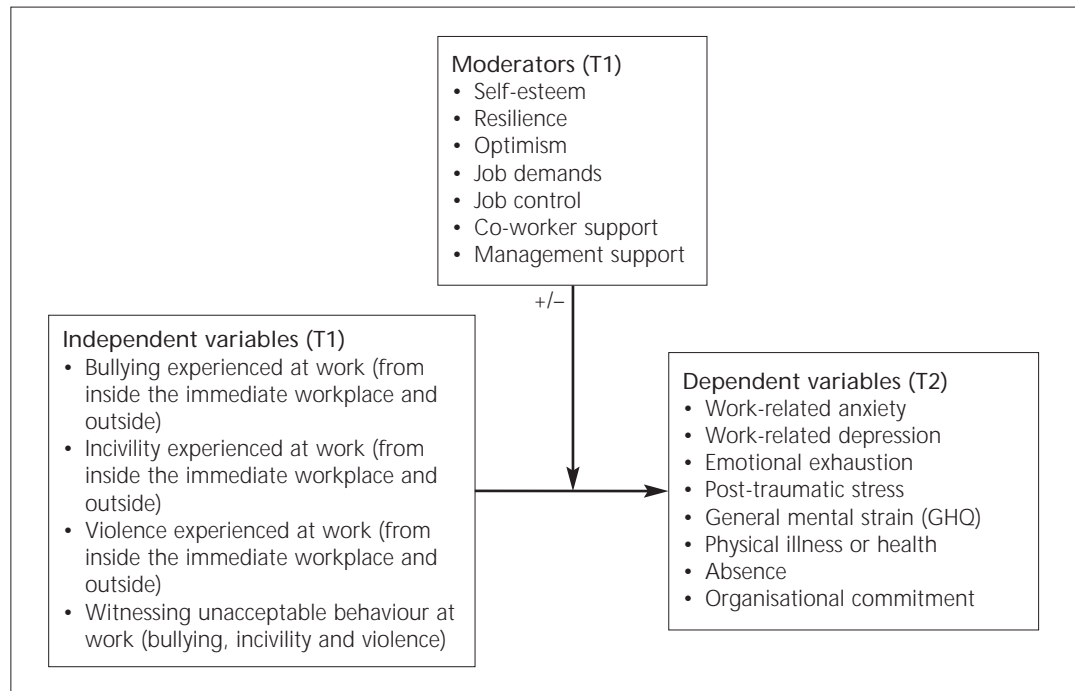 Moderators (T1)
• Self-esteem
• Resilience
• Optimism
• Job demands
• Job control
• Co-worker support
• Management support
+/–
Independent variables (T1)
• Bullying experienced at work (from
inside the immediate workplace and
outside)
• Incivility experienced at work (from
inside the immediate workplace and
outside)
• Violence experienced at work (from
inside the immediate workplace and
outside)
• Witnessing unacceptable behaviour at
work (bullying, incivility and violence)
Dependent variables (T2)
• Work-related anxiety
• Work-related depression
• Emotional exhaustion
• Post-traumatic stress
• General mental strain (GHQ)
• Physical illness or health
• Absence
• Organisational commitment